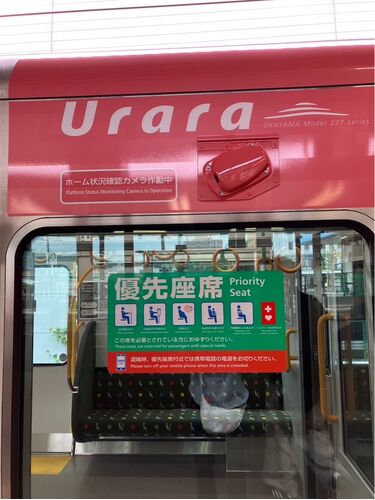 Urara
OKAYAMA Model 227 series
ホーム状況確認カメラ作動中
Platform Status Monitoring Camera in Operation
優先座席 Priority Seat
この席を必要とされている方におゆずりください。
These seats are reserved for passengers with special needs.
混雑時、優先座席付近では携帯電話の電源をお切りください。
Please turn off your mobile phone when this area is crowded.